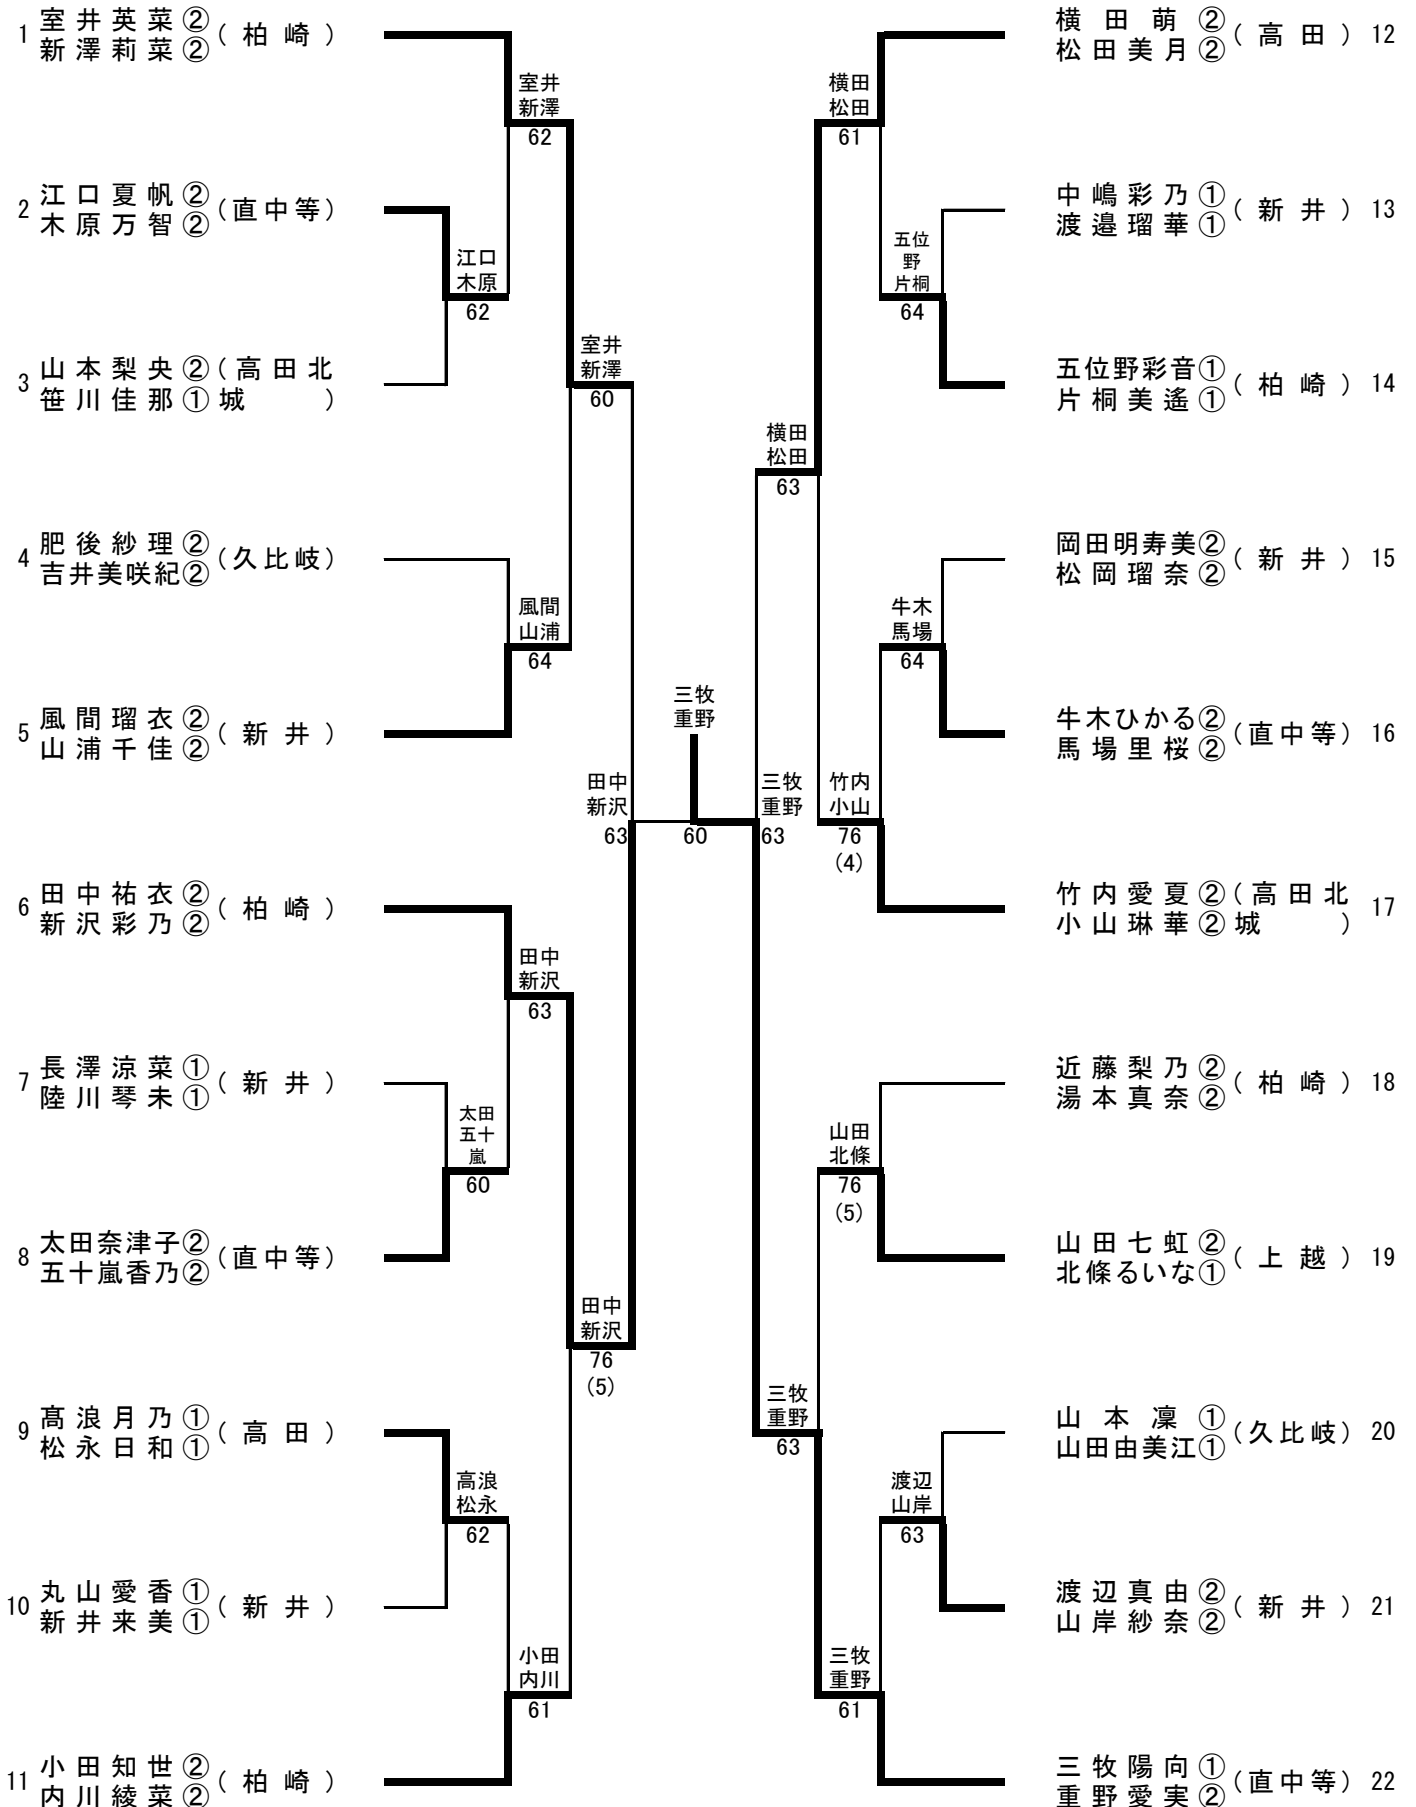 1 室井英菜② (柏崎)
新澤莉菜②
2 江口夏帆② (直中等)
木原万智②
3 山本梨央② (高田北
笹川佳那① 城)
4 肥後紗理② (久比岐)
吉井美咲紀②
5 風間瑠衣② (新井)
山浦千佳②
6 田中祐衣② (柏崎)
新沢彩乃②
7 長澤涼菜① (新井)
陸川琴未①
8 太田奈津子② (直中等)
五十嵐香乃②
9 髙浪月乃① (高田)
松永日和①
10 丸山愛香① (新井)
新井来美①
11 小田知世② (柏崎)
内川綾菜②
江口
木原
62
太田
五十
嵐
60
高浪
松永
62
室井
新澤
62
風間
山浦
64
田中
新沢
63
小田
内川
61
室井
新澤
60
田中
新沢
76
(5)
田中
新沢
63
三牧
重野
60
三牧
重野
63
横田
松田
63
三牧
重野
63
横田
松田
61
竹内
小山
76
(4)
山田
北條
76
(5)
三牧
重野
61
五位
野
片桐
64
牛木
馬場
64
渡辺
山岸
63
横田萌② (高田) 12
松田美月②
中嶋彩乃① (新井) 13
渡邉瑠華①
五位野彩音① (柏崎) 14
片桐美遙①
岡田明寿美② (新井) 15
松岡瑠奈②
牛木ひかる② (直中等) 16
馬場里桜②
竹内愛夏② (高田北 17
小山琳華② 城)
近藤梨乃② (柏崎) 18
湯本真奈②
山田七虹② (上越) 19
北條るいな①
山本凜① (久比岐) 20
山田由美江①
渡辺真由② (新井) 21
山岸紗奈②
三牧陽向① (直中等) 22
重野愛実②